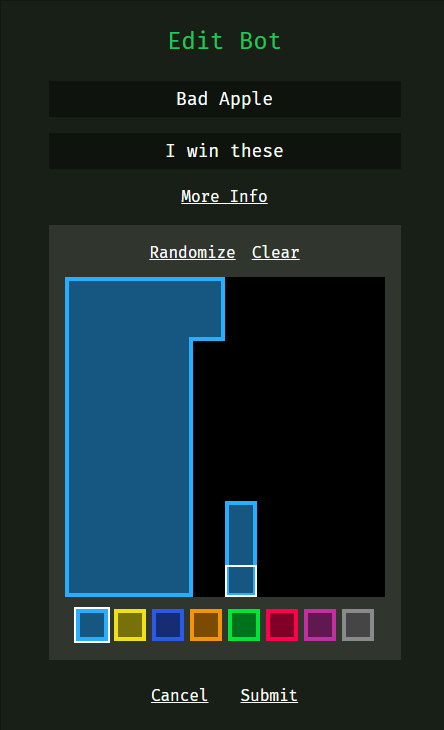 Edit Bot
Bad Apple
I win these
More Info
Randomize Clear
Cancel Submit